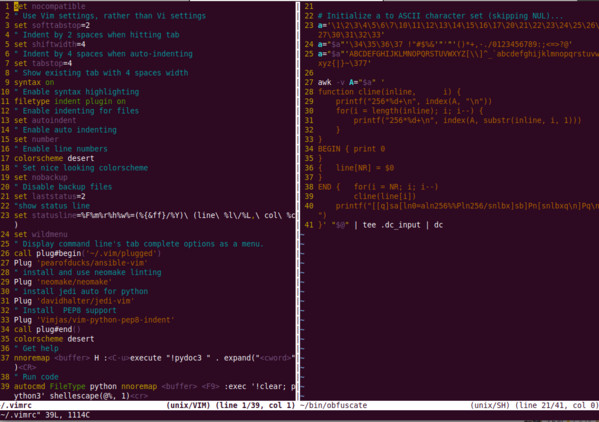 1 set nocompatible
2 " Use Vim settings, rather than Vi settings
3 set softtabstop=2
4 " Indent by 2 spaces when hitting tab
5 set shiftwidth=4
6 " Indent by 4 spaces when auto-indenting
7 set tabstop=4
8 " Show existing tab with 4 spaces width
9 syntax on
10 " Enable syntax highlighting
11 filetype indent plugin on
12 " Enable indenting for files
13 set autoindent
14 " Enable auto indenting
15 set number
16 " Enable line numbers
17 colorscheme desert
18 " Set nice looking colorscheme
19 set nobackup
20 " Disable backup files
21 set laststatus=2
22 "show status line
23 set statusline=%F%m%r%h%w%=(%{&ff}/%Y)\ (line\ %l\/%L,\ col\ %c
)
24 set wildmenu
25 " Display command line's tab complete options as a menu.
26 call plug#begin('~/.vim/plugged')
27 Plug 'pearofducks/ansible-vim'
28 " install and use neomake linting
29 Plug 'neomake/neomake'
30 " install jedi auto for python
31 Plug 'davidhalter/jedi-vim'
32 " Install  PEP8 support
33 Plug 'Vimjas/vim-python-pep8-indent'
34 call plug#end()
35 colorscheme desert
36 " Get help
37 nnoremap <buffer> H :<C-u>execute "!pydoc3 " . expand("<cword>"
)<CR>
38 " Run code
39 autocmd FileType python nnoremap <buffer> <F9> :exec '!clear; p
ython3' shellescape(@%, 1)<cr>
/.vimrc (unix/VIM) (line 1/39, col 1)
~/.vimrc" 39L, 1114C
21
22 # Initialize a to ASCII character set (skipping NUL)...
23 a='\1\2\3\4\5\6\7\10\11\12\13\14\15\16\17\20\21\22\23\24\25\26\
27\30\31\32\33'
24 a="$a"'\34\35\36\37 !"#$%&'"'"'()*+,-./0123456789:;<=>?@'
25 a="$a"'ABCDEFGHIJKLMNOPQRSTUVWXYZ[\\]^_`abcdefghijklmnopqrstuvw
xyz{|}~\377'
26
27 awk -v A="$a" '
28 function cline(inline,      i) {
29     printf("256*%d+\n", index(A, "\n"))
30     for(i = length(inline); i; i--) {
31         printf("256*%d+\n", index(A, substr(inline, i, 1)))
32     }
33 }
34 BEGIN { print 0
35 }
36 {   line[NR] = $0
37 }
38 END {   for(i = NR; i; i--)
39         cline(line[i])
40     printf("[[q]sa[ln0=aln256%%Pln256/snlbx]sb]Pn[snlbxq\n]Pq\n
")
41 }' "$@" | tee .dc_input | dc
~
~
~
~
~
~
~
~
~
~
~/bin/obfuscate (unix/SH) (line 21/41, col 0)